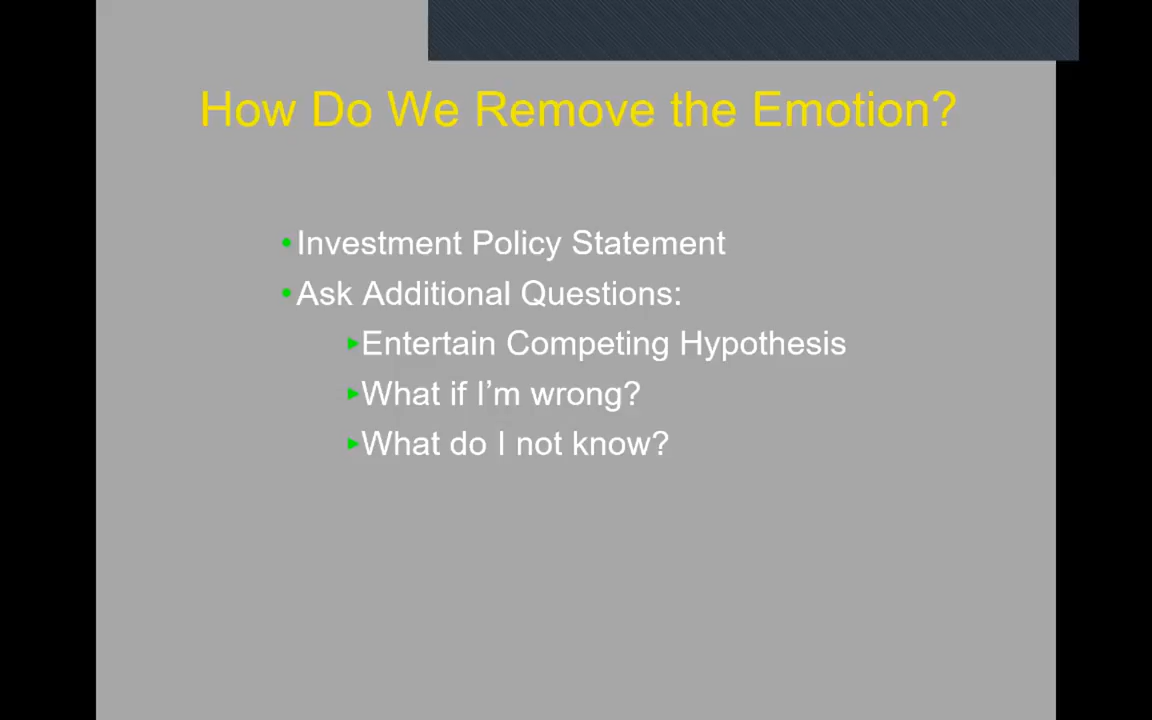 How Do We Remove the Emotion?
•Investment Policy Statement
•Ask Additional Questions:
▸Entertain Competing Hypothesis
▸What if I’m wrong?
▸What do I not know?